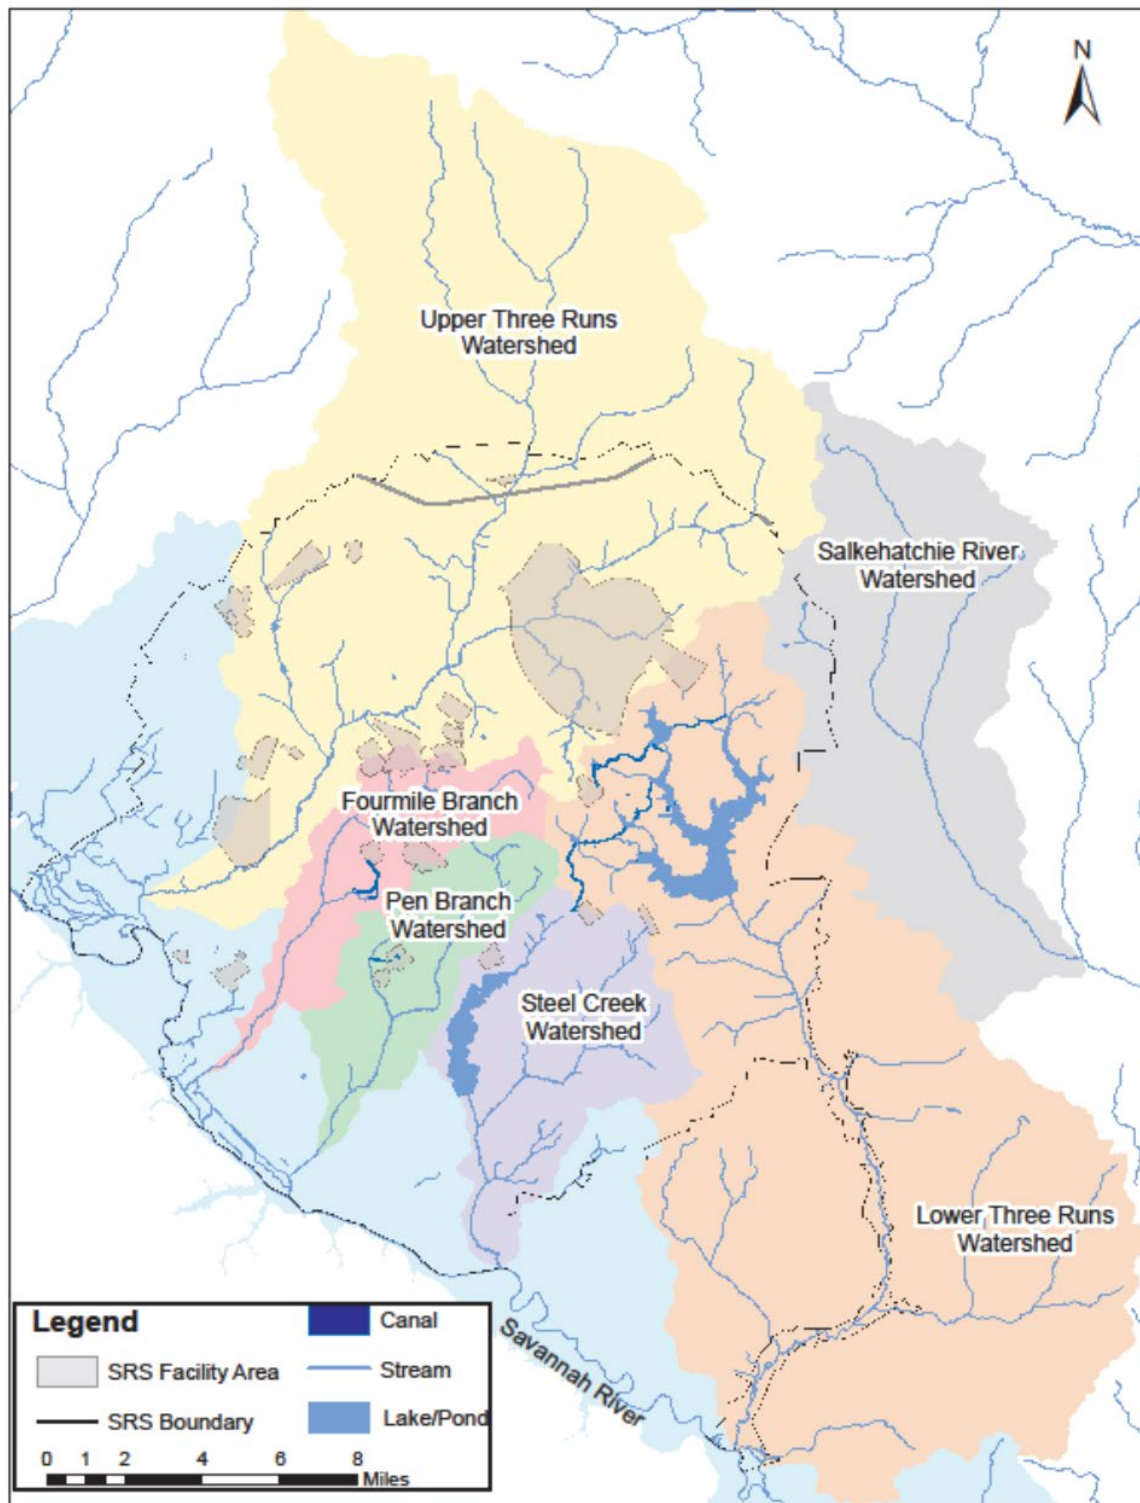 N
Upper Three Runs
Watershed
Salkehatchie River
Watershed
Fourmile Branch
Watershed
Pen Branch
Watershed
Steel Creek
Watershed
Lower Three Runs
Watershed
Savannah River
Legend
Canal
SRS Facility Area
Stream
SRS Boundary
Lake/Pond
0 1 2 4 6 8
Miles